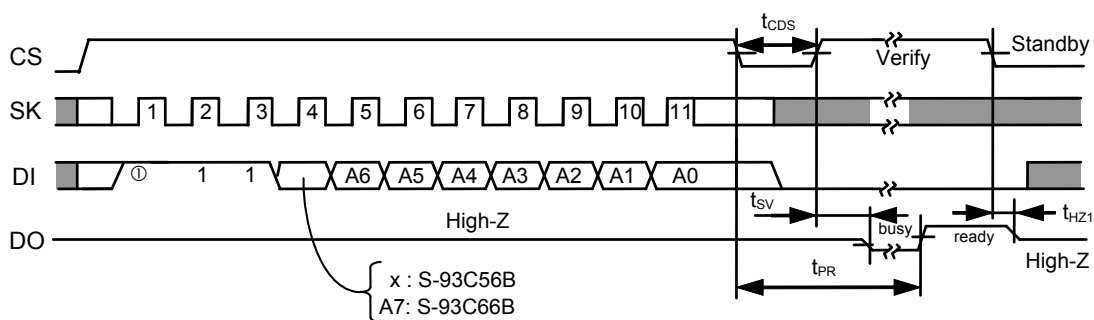 tCDS
CS
Verify
Standby
SK
1 2 3 4 5 6 7 8 9 10 11
DI
① 1 1 A6 A5 A4 A3 A2 A1 A0
tSV
tHZ1
High-Z
busy
ready
DO
High-Z
tPR
x : S-93C56B
A7: S-93C66B